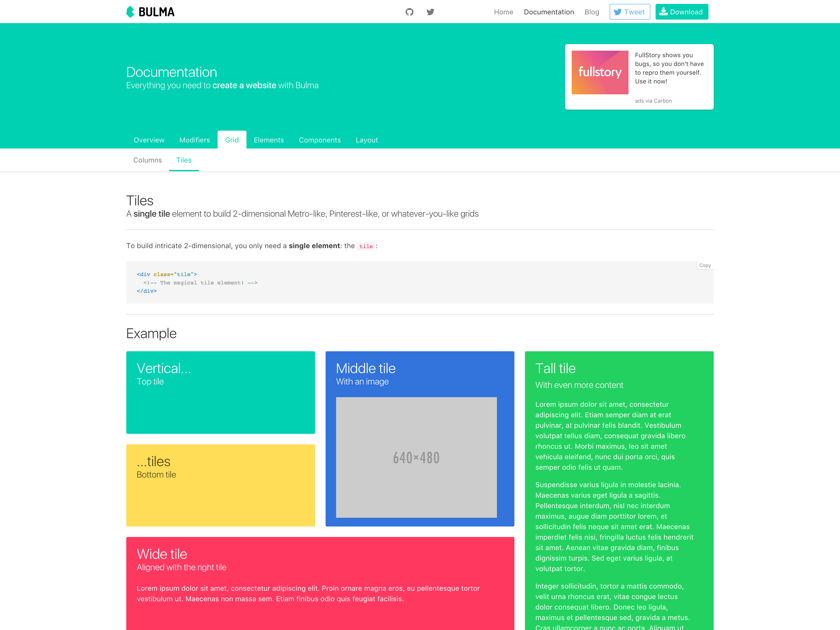 BULMA
Home
Documentation
Blog
Tweet
Download
Documentation
Everything you need to create a website with Bulma
fullstory
FullStory shows you
bugs, so you don't have
to repro them yourself.
Use it now!
ads via Carbon
Overview
Modifiers
Grid
Elements
Components
Layout
Columns
Tiles
Tiles
A single tile element to build 2-dimensional Metro-like, Pinterest-like, or whatever-you-like grids
To build intricate 2-dimensional, you only need a single element: the tile :
Copy
<div class="tile">
<!-- The magical tile element! -->
</div>
Example
Vertical...
Top tile
...tiles
Bottom tile
Middle tile
With an image
640×480
Wide tile
Aligned with the right tile
Lorem ipsum dolor sit amet, consectetur adipiscing elit. Proin ornare magna eros, eu pellentesque tortor
vestibulum ut. Maecenas non massa sem. Etiam finibus odio quis feugiat facilisis.
Tall tile
With even more content
Lorem ipsum dolor sit amet, consectetur
adipiscing elit. Etiam semper diam at erat
pulvinar, at pulvinar felis blandit. Vestibulum
volutpat tellus diam, consequat gravida libero
rhoncus ut. Morbi maximus, leo sit amet
vehicula eleifend, nunc dui porta orci, quis
semper odio felis ut quam.
Suspendisse varius ligula in molestie lacinia.
Maecenas varius eget ligula a sagittis.
Pellentesque interdum, nisl nec interdum
maximus, augue diam porttitor lorem, et
sollicitudin felis neque sit amet erat. Maecenas
imperdiet felis nisi, fringilla luctus felis hendrerit
sit amet. Aenean vitae gravida diam, finibus
dignissim turpis. Sed eget varius ligula, at
volutpat tortor.
Integer sollicitudin, tortor a mattis commodo,
velit urna rhoncus erat, vitae congue lectus
dolor consequat libero. Donec leo ligula,
maximus et pellentesque sed, gravida a metus.
Cras ullamcorper a nunc ac porta. Aliquam ut